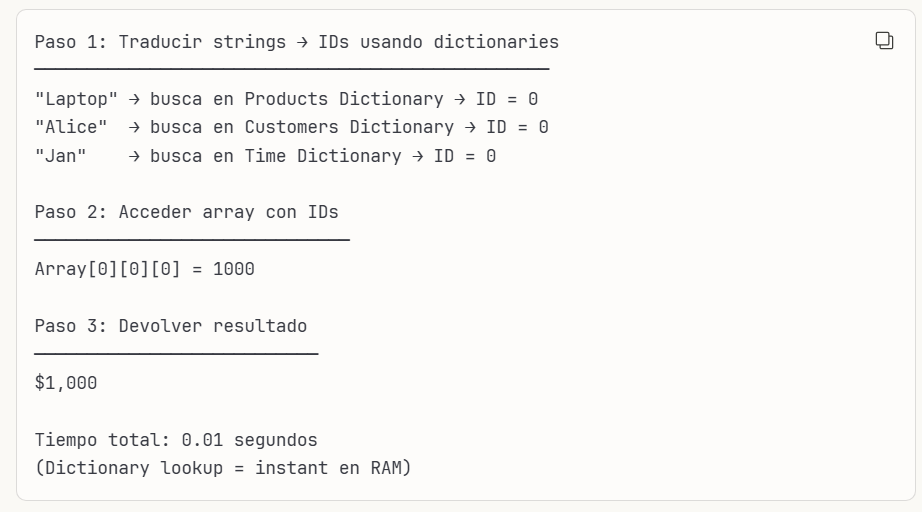 Paso 1: Traducir strings → IDs usando dictionaries
"Laptop" → busca en Products Dictionary → ID = 0
"Alice"  → busca en Customers Dictionary → ID = 0
"Jan"    → busca en Time Dictionary → ID = 0
Paso 2: Acceder array con IDs
Array[0][0][0] = 1000
Paso 3: Devolver resultado
$1,000
Tiempo total: 0.01 segundos
(Dictionary lookup = instant en RAM)